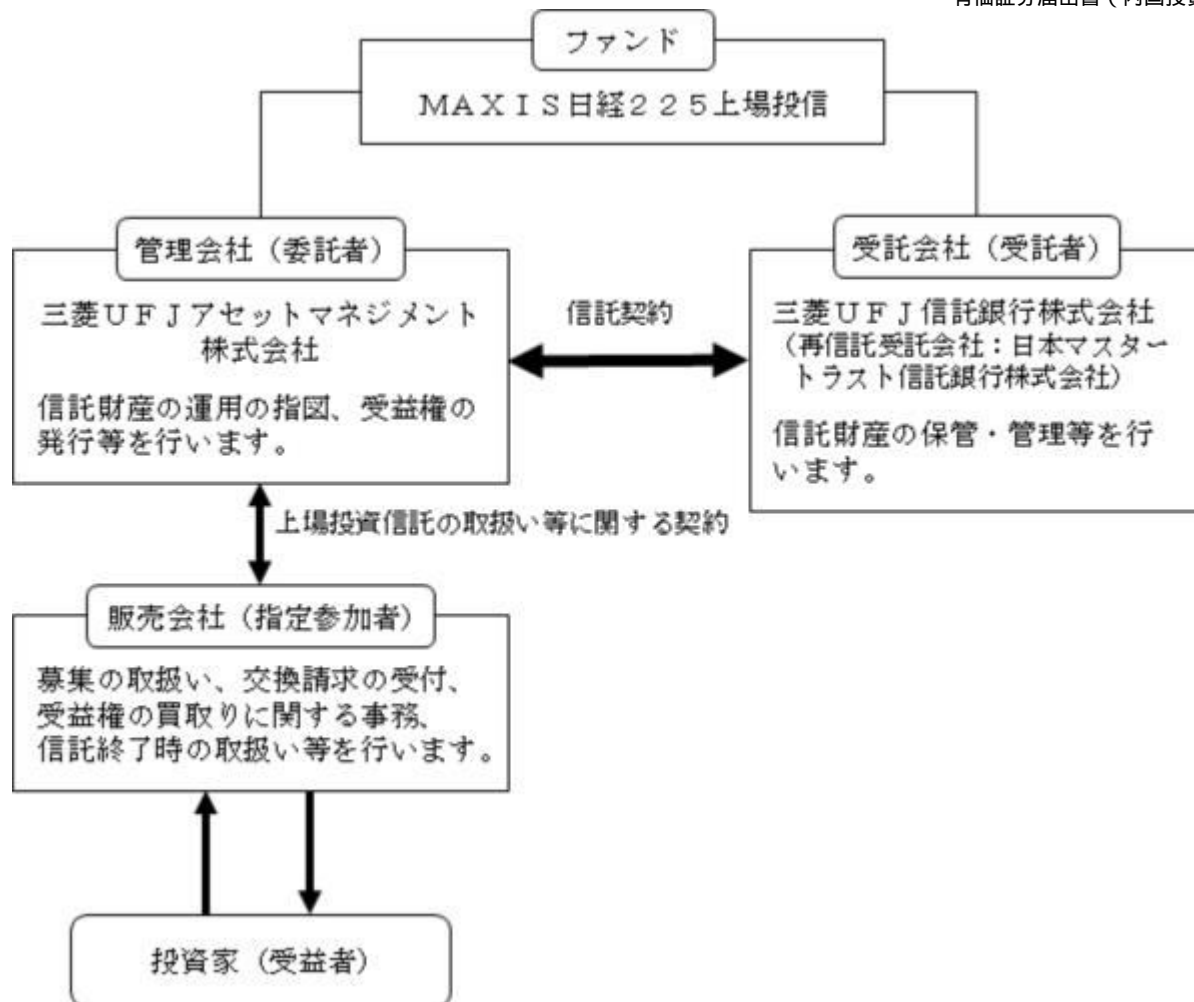 ファンド
ＭＡＸＩＳ日経２２５上場投信
管理会社（委託者）
三菱ＵＦＪアセットマネジメント
株式会社
信託財産の運用の指図、受益権の
発行等を行います。
信託契約
受託会社（受託者）
三菱ＵＦＪ信託銀行株式会社
（再信託受託会社：日本マスター
トラスト信託銀行株式会社）
信託財産の保管・管理等を行
います。
上場投資信託の取扱い等に関する契約
販売会社（指定参加者）
募集の取扱い、交換請求の受付、
受益権の買取りに関する事務、
信託終了時の取扱い等を行います。
投資家（受益者）